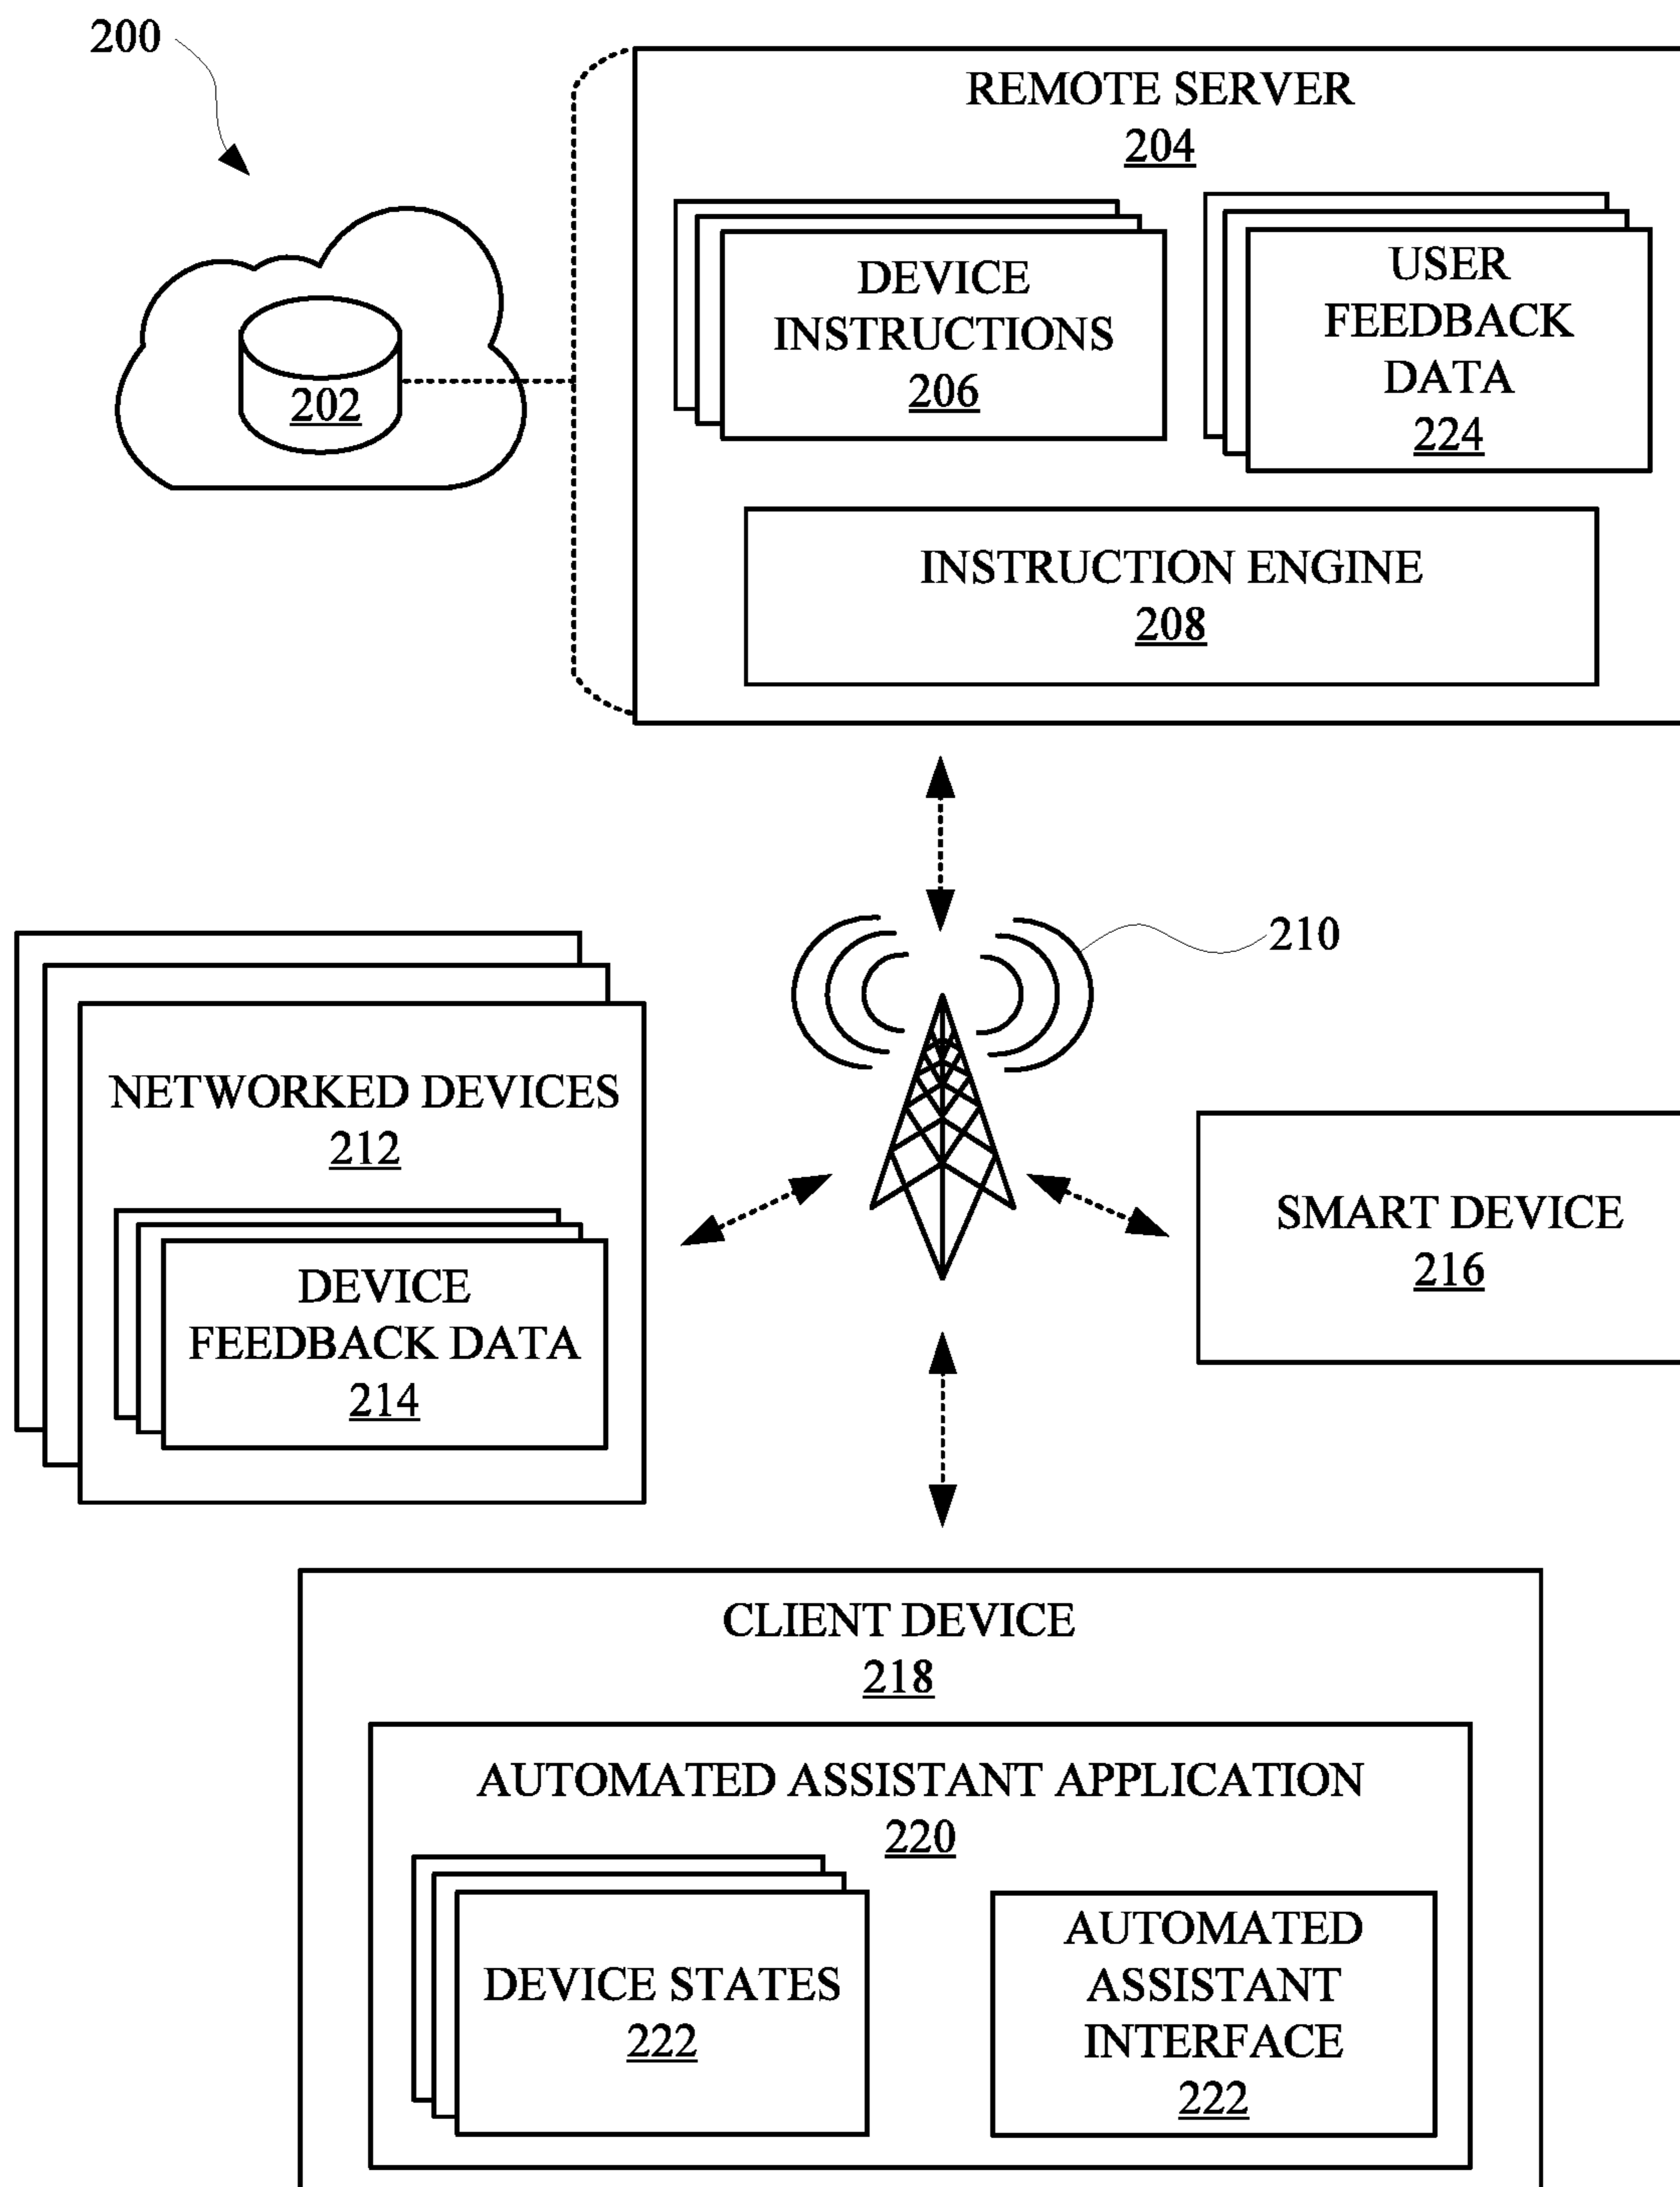 200
REMOTE SERVER
204
DEVICE
INSTRUCTIONS
206
USER
FEEDBACK
DATA
224
202
INSTRUCTION ENGINE
208
210
NETWORKED DEVICES
212
DEVICE
FEEDBACK DATA
214
SMART DEVICE
216
CLIENT DEVICE
218
AUTOMATED ASSISTANT APPLICATION
220
DEVICE STATES
222
AUTOMATED
ASSISTANT
INTERFACE
222